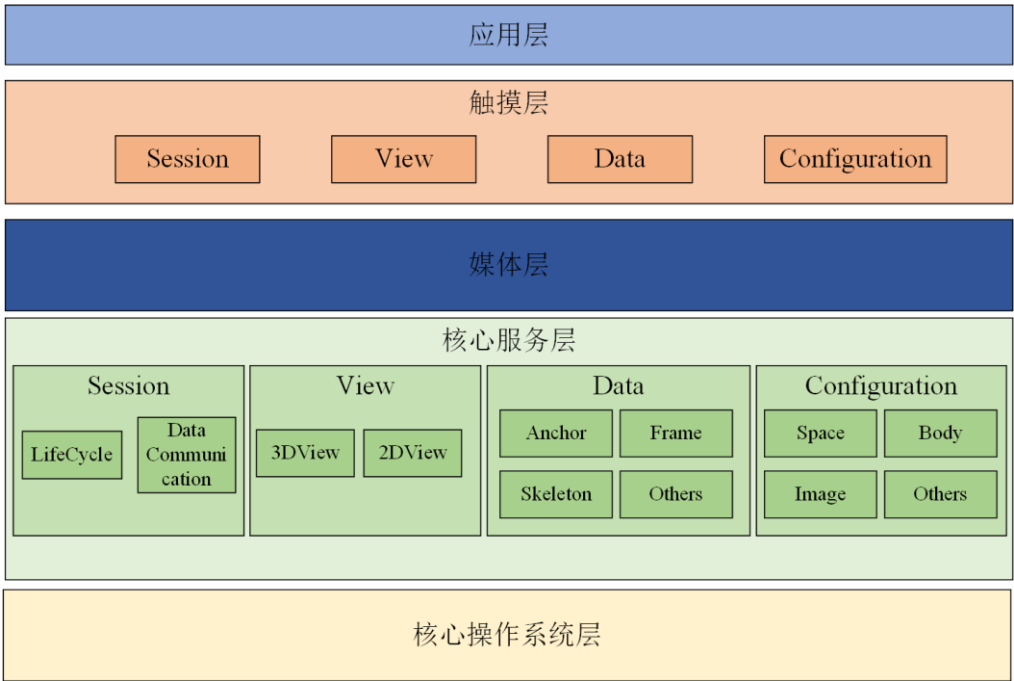 应用层
触摸层
Session
View
Data
Configuration
媒体层
核心服务层
Session
LifeCycle
Data
Communi
cation
View
3DView
2DView
Data
Anchor
Frame
Skeleton
Others
Configuration
Space
Body
Image
Others
核心操作系统层